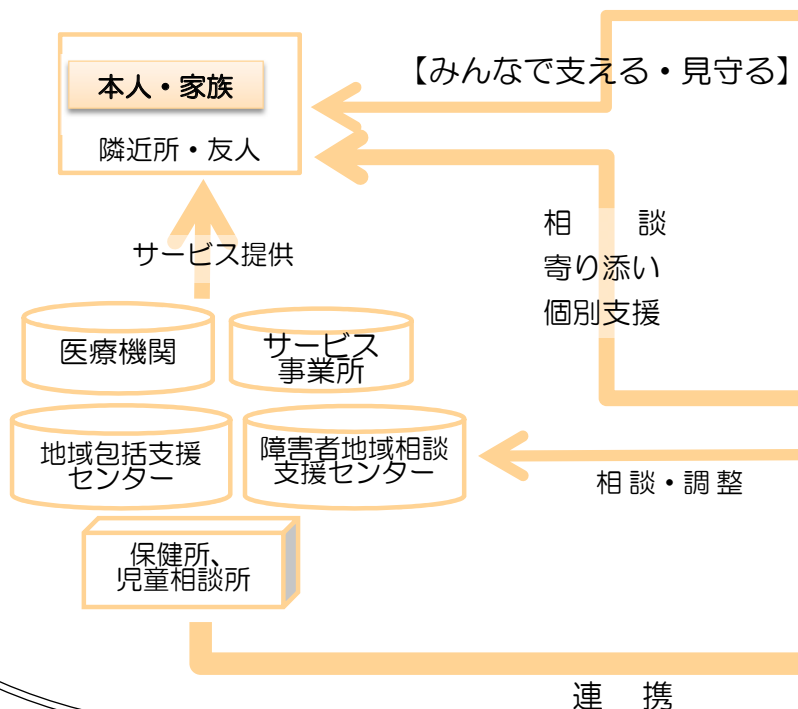 本人・家族
隣近所・友人
【みんなで支える・見守る】
サービス提供
相　　談
寄り添い
個別支援
医療機関
サービス
事業所
地域包括支援
センター
障害者地域相談
支援センター
相談・調整
保健所、
児童相談所
連　携